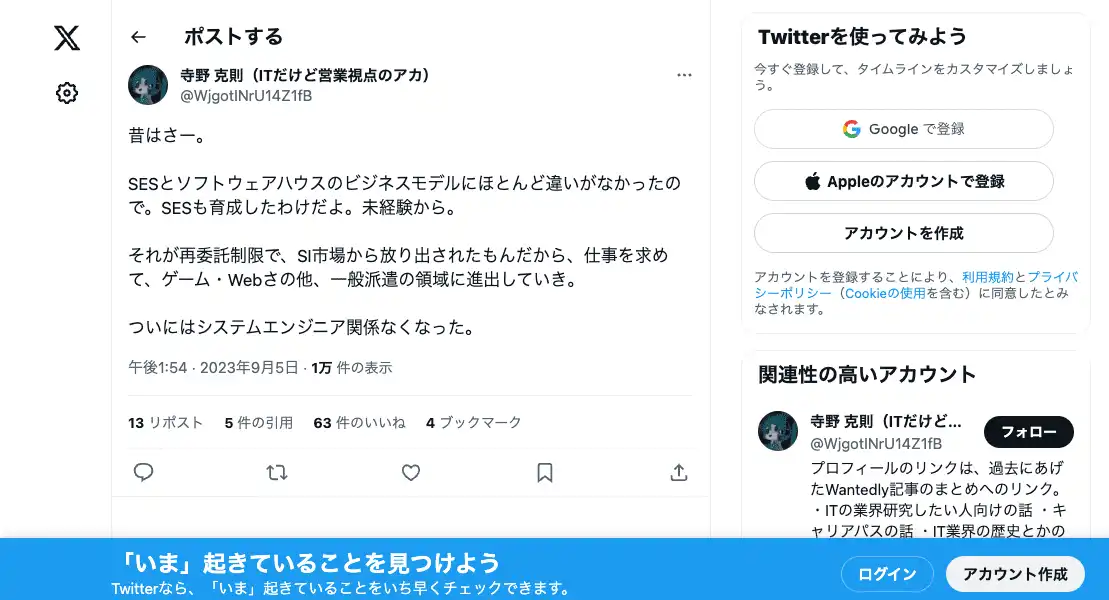 ポストする
寺野 克則（ITだけど営業視点のアカ）
@WjgotINrU14Z1fB
昔はさー。
SESとソフトウェアハウスのビジネスモデルにほとんど違いがなかったの
で。SESも育成したわけだよ。未経験から。
それが再委託制限で、SI市場から放り出されたもんだから、仕事を求め
て、ゲーム・Webさの他、一般派遣の領域に進出していき。
ついにはシステムエンジニア関係なくなった。
午後1:54 · 2023年9月5日 · 1万 件の表示
13 リポスト 5 件の引用 63 件のいいね 4 ブックマーク
Twitterを使ってみよう
今すぐ登録して、タイムラインをカスタマイズしましょ
う。
Google で登録
Appleのアカウントで登録
アカウントを作成
アカウントを登録することにより、利用規約とプライバ
シーポリシー（Cookieの使用を含む）に同意したとみ
なされます。
関連性の高いアカウント
寺野 克則（ITだけど...
@WjgotINrU14Z1fB
フォロー
プロフィールのリンクは、過去にあげ
たWantedly記事のまとめへのリンク。
・ITの業界研究したい人向けの話 ・キ
ャリアパスの話 ・IT業界の歴史とかの
「いま」起きていることを見つけよう
Twitterなら、「いま」起きていることをいち早くチェックできます。
ログイン
アカウント作成